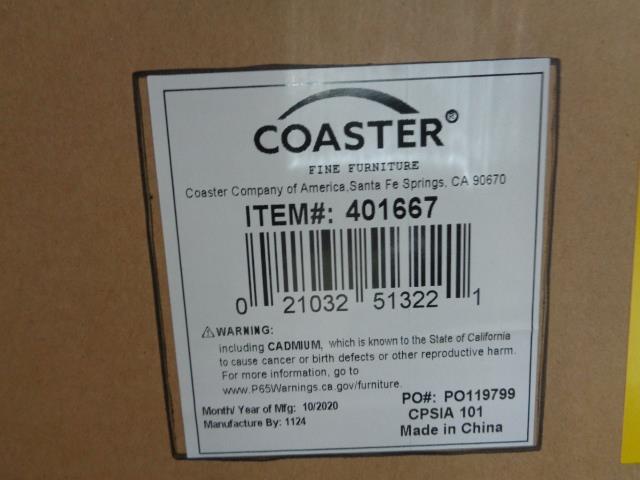 COASTER®
FINE FURNITURE
Coaster Company of America,Santa Fe Springs, CA 90670
ITEM#: 401667
0 21032 51322 1
⚠WARNING:
including CADMIUM, which is known to the State of California
to cause cancer or birth defects or other reproductive harm.
For more information, go to
www.P65Warnings.ca.gov/furniture.
PO#: PO119799
Month/ Year of Mfg: 10/2020
CPSIA 101
Manufacture By: 1124
Made in China